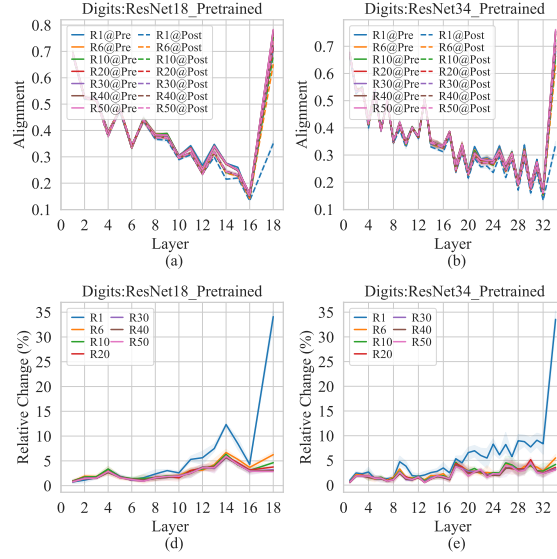 Digits:ResNet18_Pretrained
0.8
0.7
0.6
0.5
0.4
0.3
0.2
0.1
Alignment
R1@Pre R1@Post
R6@Pre R6@Post
R10@Pre R10@Post
R20@Pre R20@Post
R30@Pre R30@Post
R40@Pre R40@Post
R50@Pre R50@Post
0 2 4 6 8 10 12 14 16 18
Layer
(a)
Digits:ResNet34_Pretrained
0.7
0.6
0.5
0.4
0.3
0.2
0.1
Alignment
R1@Pre R1@Post
R6@Pre R6@Post
R10@Pre R10@Post
R20@Pre R20@Post
R30@Pre R30@Post
R40@Pre R40@Post
R50@Pre R50@Post
0 4 8 12 16 20 24 28 32
Layer
(b)
Digits:ResNet18_Pretrained
35
30
25
20
15
10
5
0
Relative Change (%)
R1 R30
R6 R40
R10 R50
R20
0 2 4 6 8 10 12 14 16 18
Layer
(d)
Digits:ResNet34_Pretrained
35
30
25
20
15
10
5
0
Relative Change (%)
R1 R30
R6 R40
R10 R50
R20
0 4 8 12 16 20 24 28 32
Layer
(e)